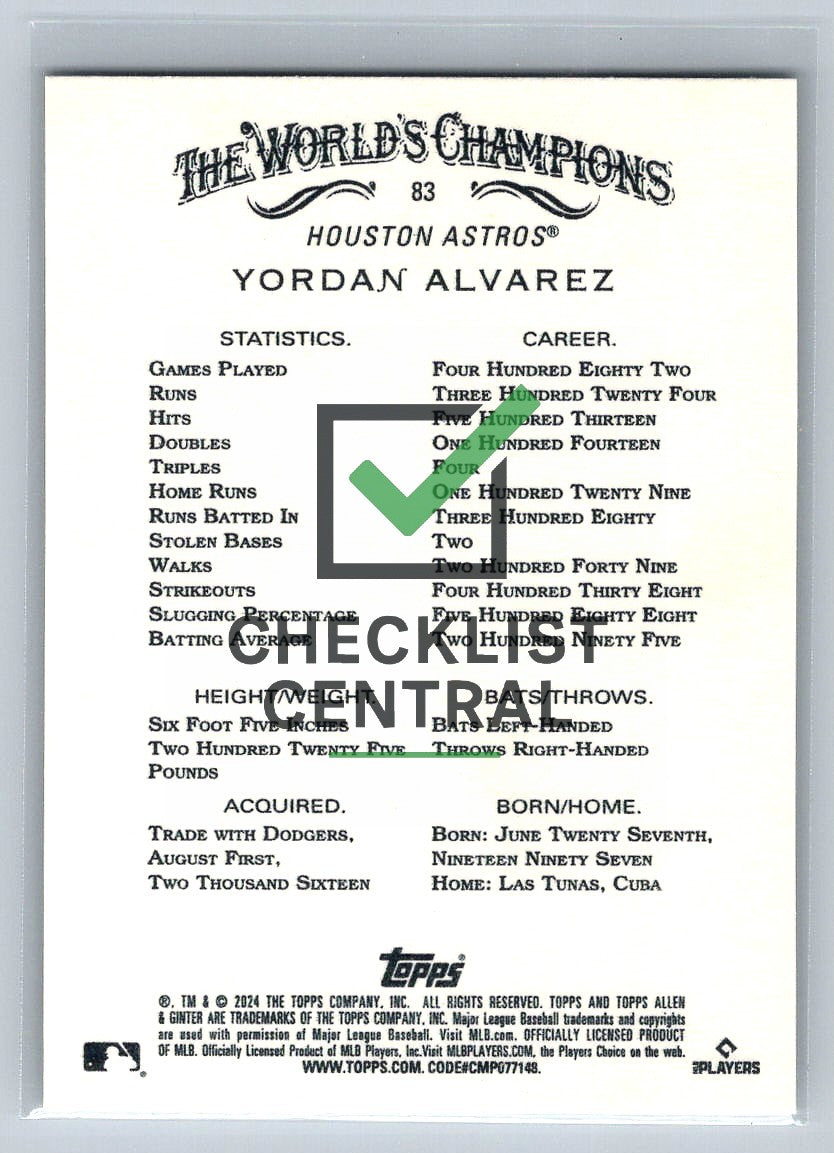 THE WORLD'S CHAMPIONS
83
HOUSTON ASTROS®
YORDAN ALVAREZ
STATISTICS. CAREER.
GAMES PLAYED FOUR HUNDRED EIGHTY TWO
RUNS THREE HUNDRED TWENTY FOUR
HITS FIVE HUNDRED THIRTEEN
DOUBLES ONE HUNDRED FOURTEEN
TRIPLES FOUR
HOME RUNS ONE HUNDRED TWENTY NINE
RUNS BATTED IN THREE HUNDRED EIGHTY
STOLEN BASES TWO
WALKS TWO HUNDRED FORTY NINE
STRIKEOUTS FOUR HUNDRED THIRTY EIGHT
SLUGGING PERCENTAGE FIVE HUNDRED EIGHTY EIGHT
BATTING AVERAGE TWO HUNDRED NINETY FIVE
CHECKLIST
CENTRAL
HEIGHT/WEIGHT. BATS/THROWS.
SIX FOOT FIVE INCHES BATS LEFT-HANDED
TWO HUNDRED TWENTY FIVE THROWS RIGHT-HANDED
POUNDS
ACQUIRED. BORN/HOME.
TRADE WITH DODGERS, BORN: JUNE TWENTY SEVENTH,
AUGUST FIRST, NINETEEN NINETY SEVEN
TWO THOUSAND SIXTEEN HOME: LAS TUNAS, CUBA
TOPPS®
®, TM & © 2024 THE TOPPS COMPANY, INC. ALL RIGHTS RESERVED. TOPPS AND TOPPS ALLEN
& GINTER ARE TRADEMARKS OF THE TOPPS COMPANY, INC. Major League Baseball trademarks and copyrights
are used with permission of Major League Baseball. Visit MLB.com. OFFICIALLY LICENSED PRODUCT
OF MLB. Officially Licensed Product of MLB Players, Inc.Visit MLBPLAYERS.COM, the Players Choice on the web.
WWW.TOPPS.COM. CODE#CMP077148.
MLBPLAYERS